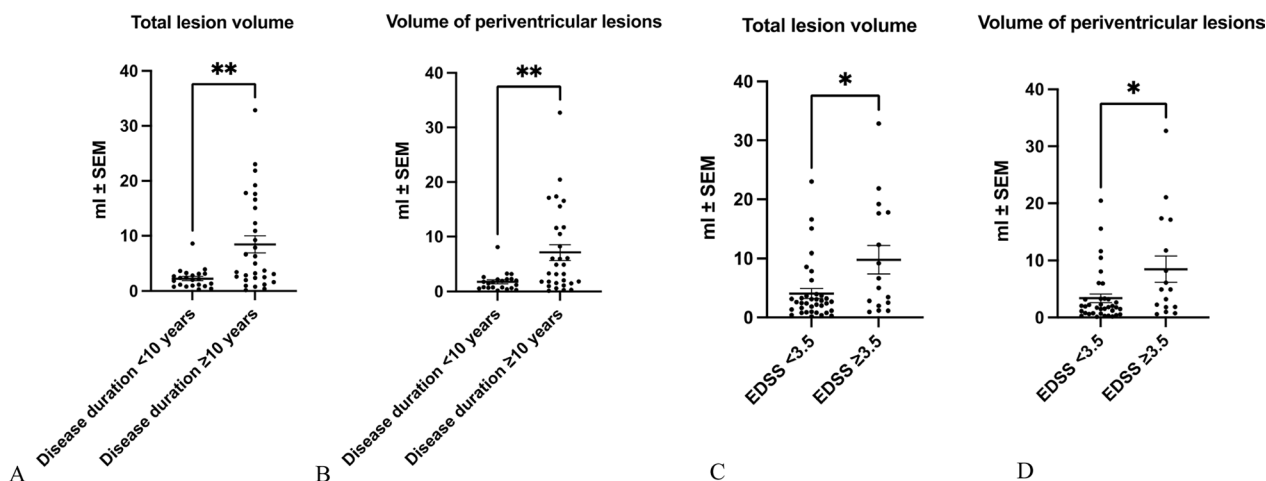 Total lesion volume
ml ± SEM
40
30
20
10
0
**
Disease duration <10 years
Disease duration ≥10 years
A
Volume of periventricular lesions
ml ± SEM
40
30
20
10
0
**
Disease duration <10 years
Disease duration ≥10 years
B
Total lesion volume
ml ± SEM
40
30
20
10
0
*
EDSS <3.5
EDSS ≥3.5
C
Volume of periventricular lesions
ml ± SEM
40
30
20
10
0
*
EDSS <3.5
EDSS ≥3.5
D